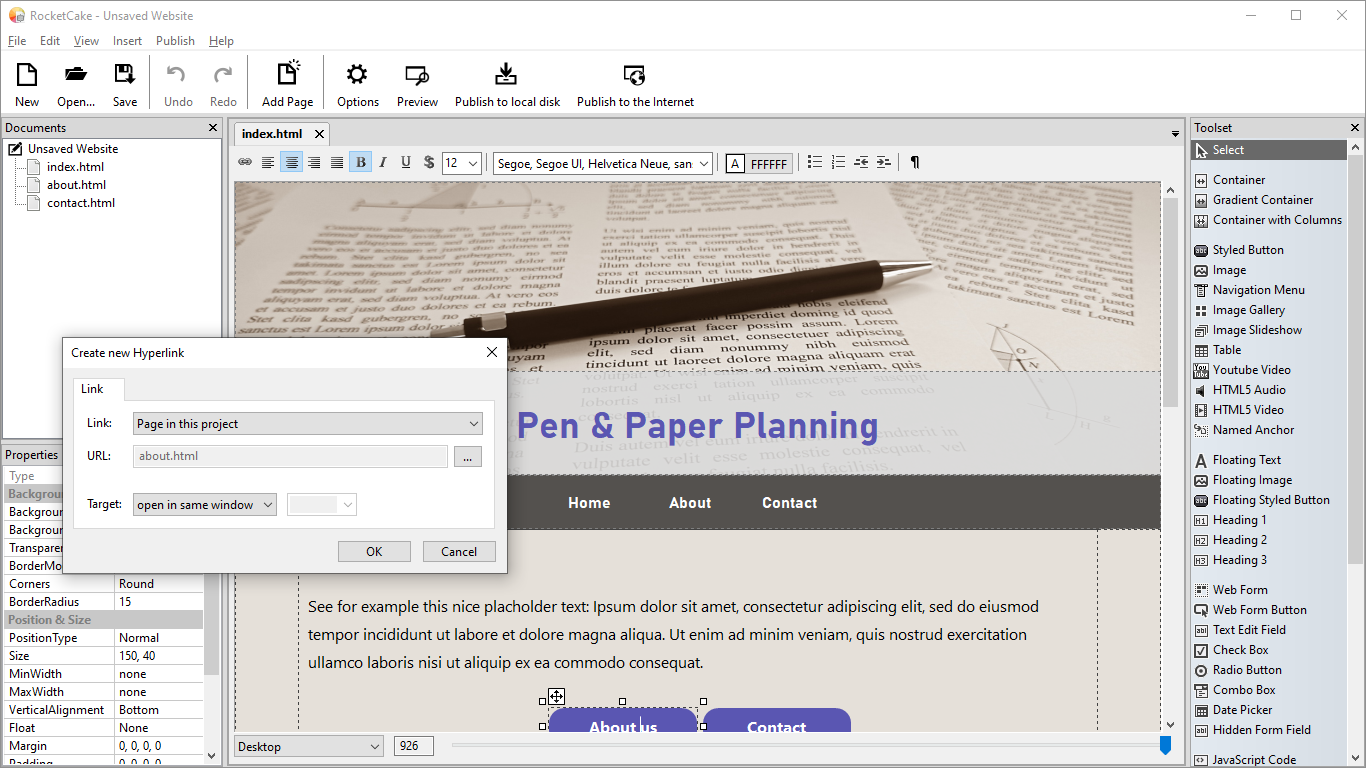 RocketCake - Unsaved Website
File Edit View Insert Publish Help
New Open... Save Undo Redo Add Page Options Preview Publish to local disk Publish to the Internet
Documents
Unsaved Website
index.html
about.html
contact.html
index.html
B I U $ 12 Segoe, Segoe UI, Helvetica Neue, san: A FFFFFF
Pen & Paper Planning
Home About Contact
See for example this nice placholder text: Ipsum dolor sit amet, consectetur adipiscing elit, sed do eiusmod
tempor incididunt ut labore et dolore magna aliqua. Ut enim ad minim veniam, quis nostrud exercitation
ullamco laboris nisi ut aliquip ex ea commodo consequat.
About us Contact
Desktop 926
Create new Hyperlink
Link
Link: Page in this project
URL: about.html ...
Target: open in same window
OK Cancel
Properties
Type
Backgrou
Backgroun
Backgroun
Transparen
BorderMo
Corners Round
BorderRadius 15
Position & Size
PositionType Normal
Size 150, 40
MinWidth none
MaxWidth none
VerticalAlignment Bottom
Float None
Margin 0, 0, 0, 0
Padding 0, 0, 0, 0
Toolset
Select
Container
Gradient Container
Container with Columns
Styled Button
Image
Navigation Menu
Image Gallery
Image Slideshow
Table
Youtube Video
HTML5 Audio
HTML5 Video
Named Anchor
Floating Text
Floating Image
Floating Styled Button
H1 Heading 1
H2 Heading 2
H3 Heading 3
Web Form
Web Form Button
Text Edit Field
Check Box
Radio Button
Combo Box
Date Picker
Hidden Form Field
JavaScript Code